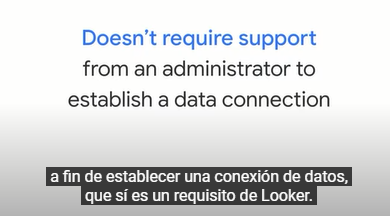 Doesn't require support
from an administrator to
establish a data connection
a fin de establecer una conexión de datos,
que sí es un requisito de Looker.